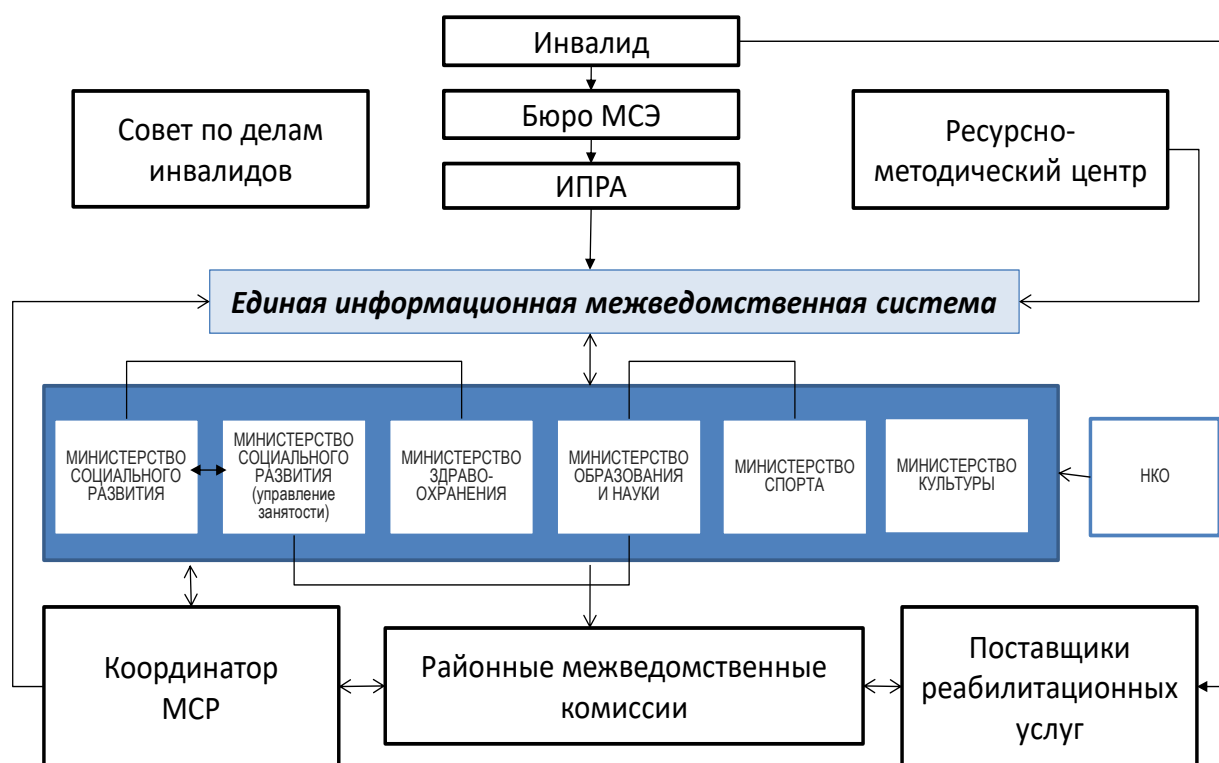 Инвалид
Бюро МСЭ
Совет по делам
инвалидов
Ресурсно-
методический центр
ИПРА
Единая информационная межведомственная система
МИНИСТЕРСТВО
СОЦИАЛЬНОГО
РАЗВИТИЯ
МИНИСТЕРСТВО
СОЦИАЛЬНОГО
РАЗВИТИЯ
(управление
занятости)
МИНИСТЕРСТВО
ЗДРАВО-
ОХРАНЕНИЯ
МИНИСТЕРСТВО
ОБРАЗОВАНИЯ
И НАУКИ
МИНИСТЕРСТВО
СПОРТА
МИНИСТЕРСТВО
КУЛЬТУРЫ
НКО
Координатор
МСР
Районные межведомственные
комиссии
Поставщики
реабилитационных
услуг